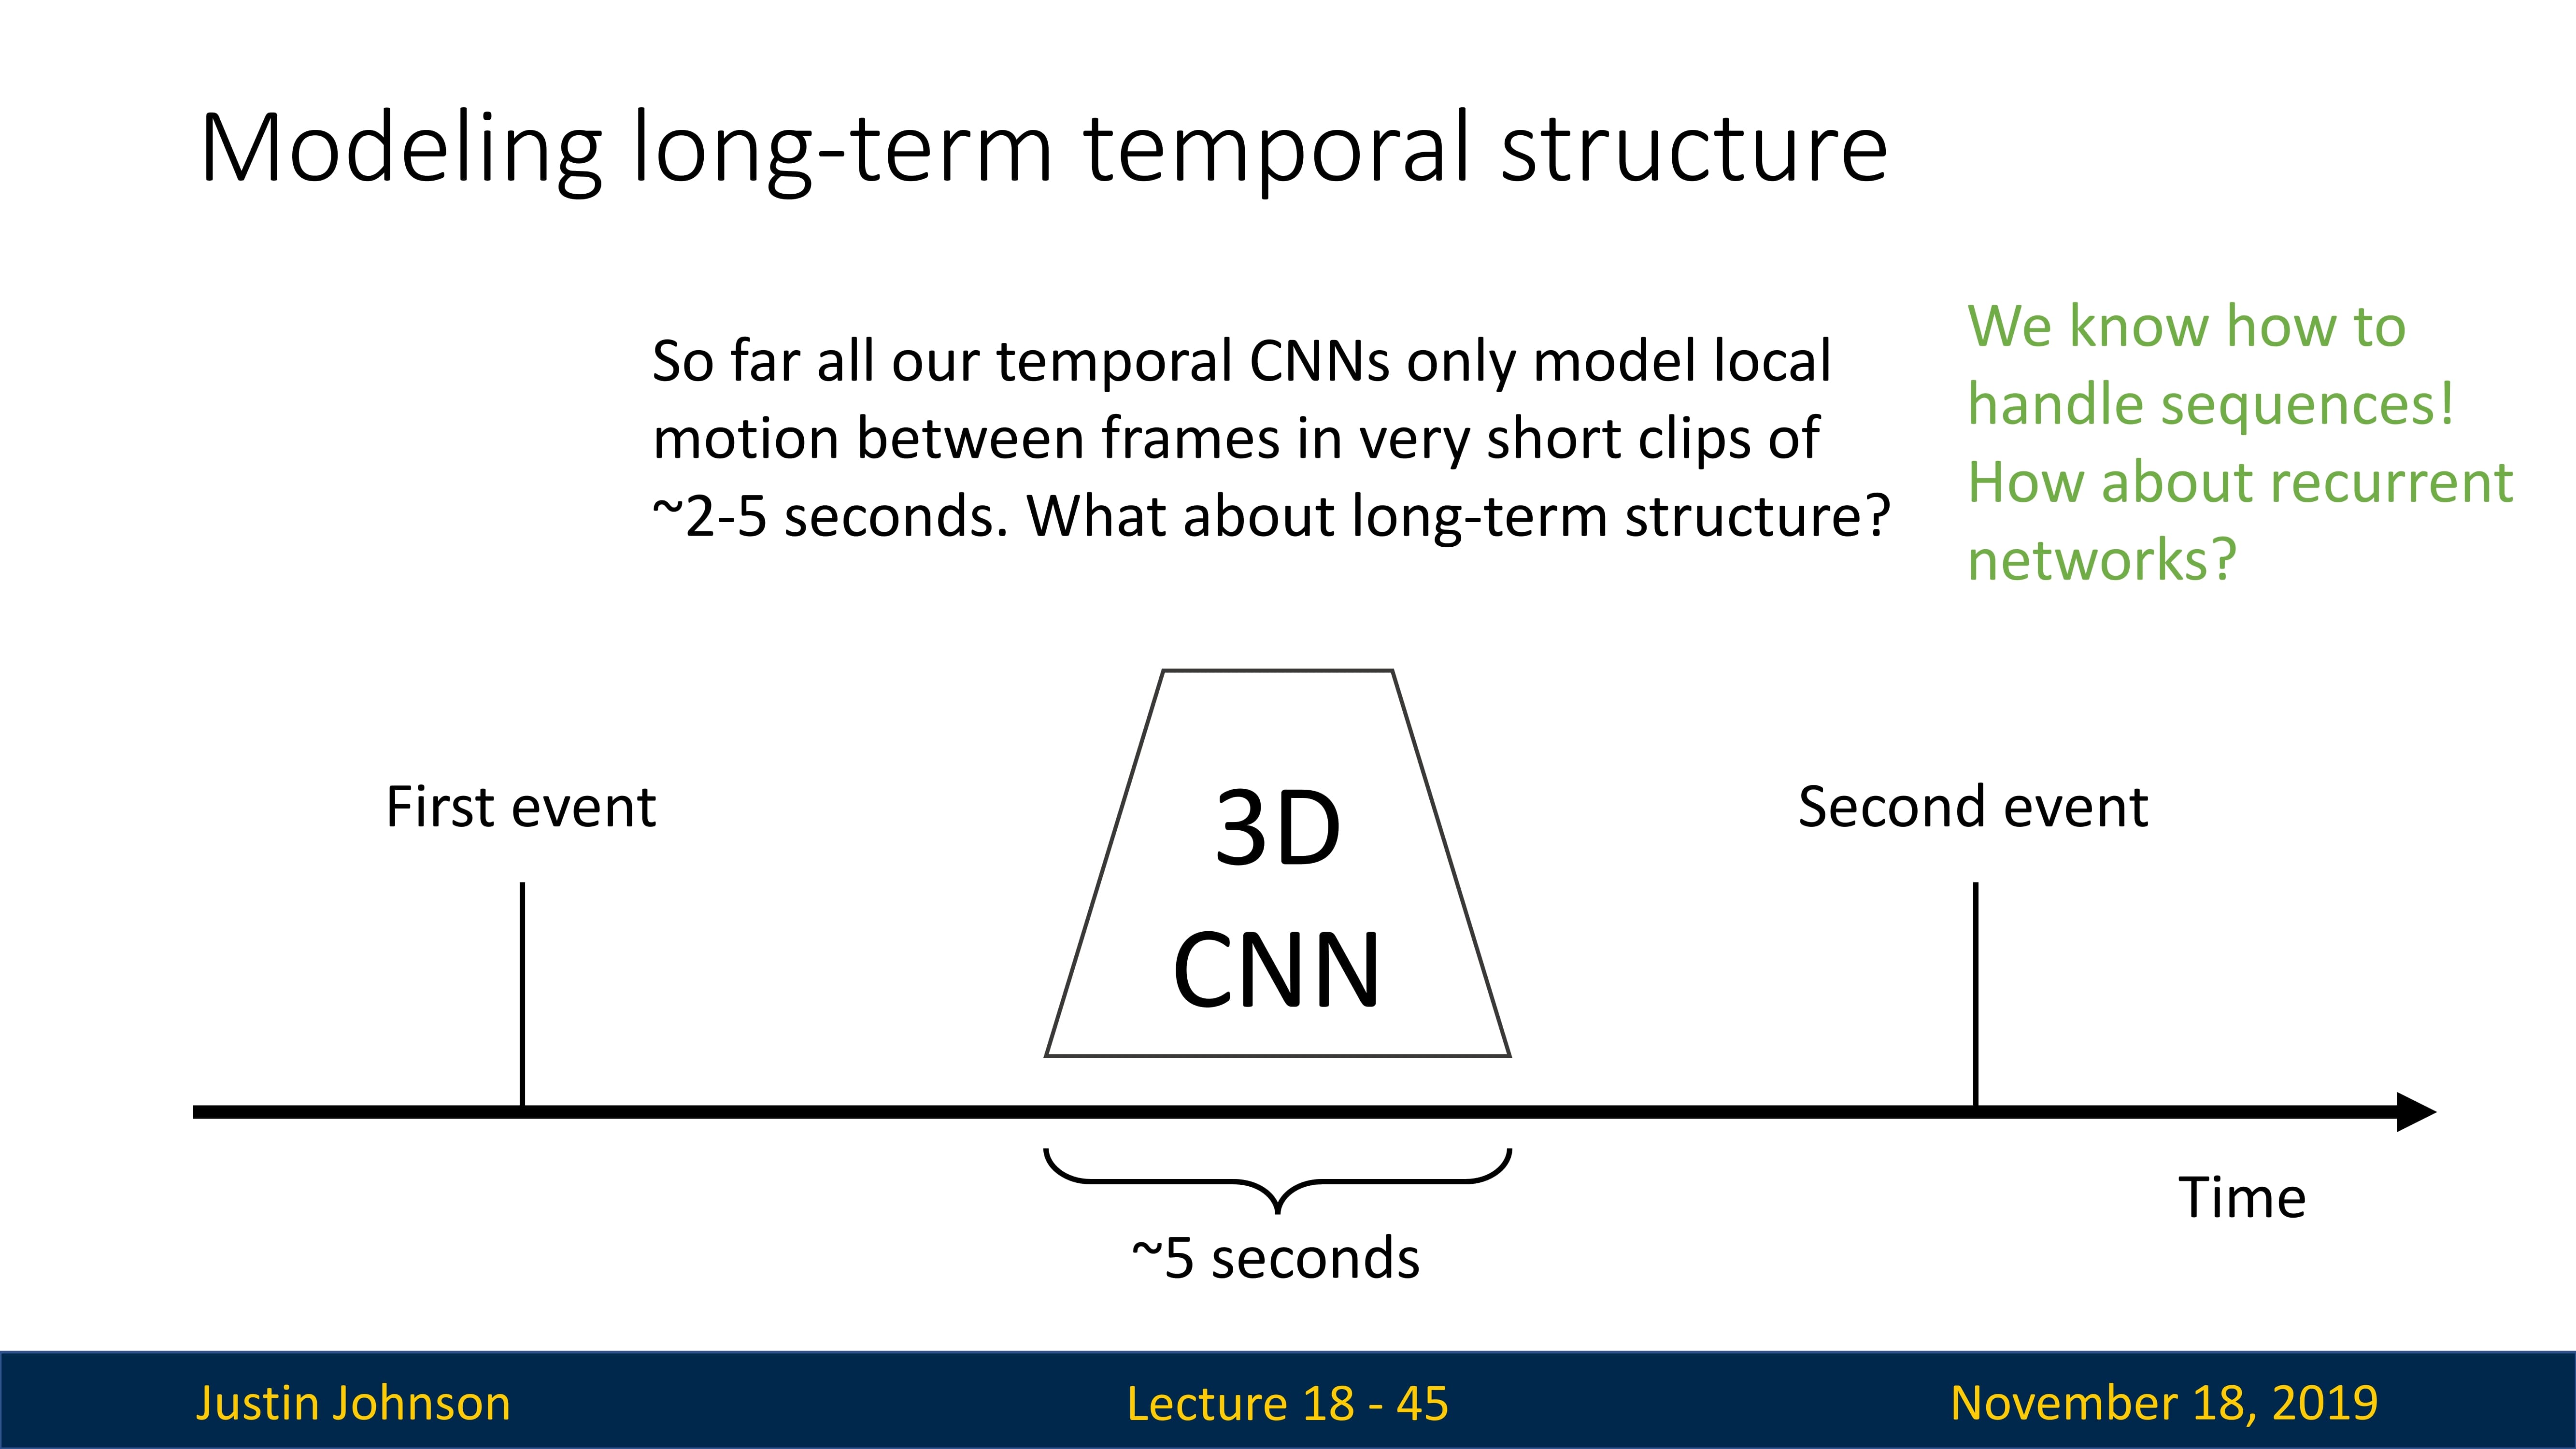 Modeling long-term temporal structure
So far all our temporal CNNs only model local
motion between frames in very short clips of
~2-5 seconds. What about long-term structure?
We know how to
handle sequences!
How about recurrent
networks?
First event
3D
CNN
Second event
Time
~5 seconds
Justin Johnson
Lecture 18 - 45
November 18, 2019